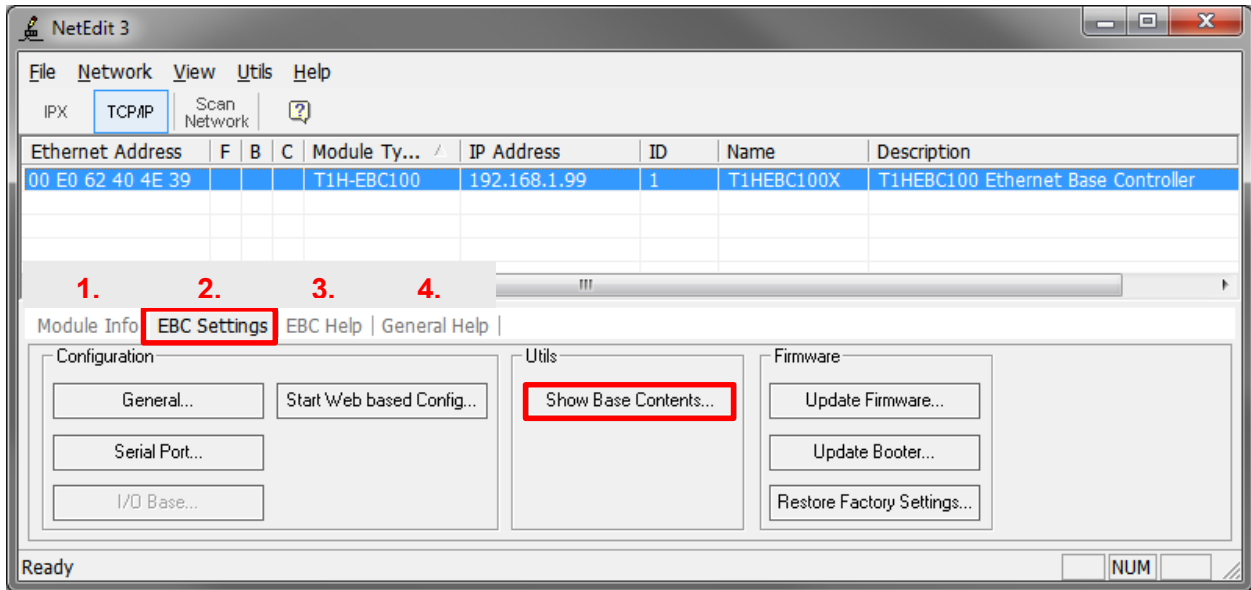 NetEdit 3
File Network View Utils Help
IPX TCP/IP Scan Network
Ethernet Address F B C Module Ty... IP Address ID Name Description
00 E0 62 40 4E 39 T1H-EBC100 192.168.1.99 1 T1HEBC100X T1HEBC100 Ethernet Base Controller
1. 2. 3. 4.
Module Info EBC Settings EBC Help General Help
Configuration Utils Firmware
General... Start Web based Config... Show Base Contents... Update Firmware...
Serial Port... Update Booter...
I/O Base... Restore Factory Settings...
Ready NUM